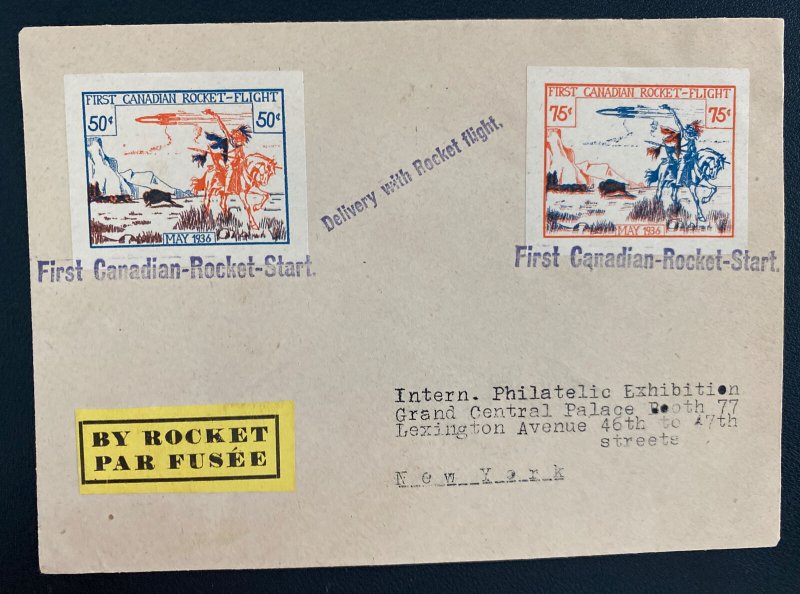 FIRST CANADIAN ROCKET-FLIGHT
50¢ 50¢
MAY 1936
First Canadian-Rocket-Start.
Delivery with Rocket flight.
FIRST CANADIAN ROCKET-FLIGHT
75¢ 75¢
MAY 1936
First Canadian-Rocket-Start.
BY ROCKET
PAR FUSÉE
Intern. Philatelic Exhibition
Grand Central Palace Booth 77
Lexington Avenue 46th to 47th
streets
New York